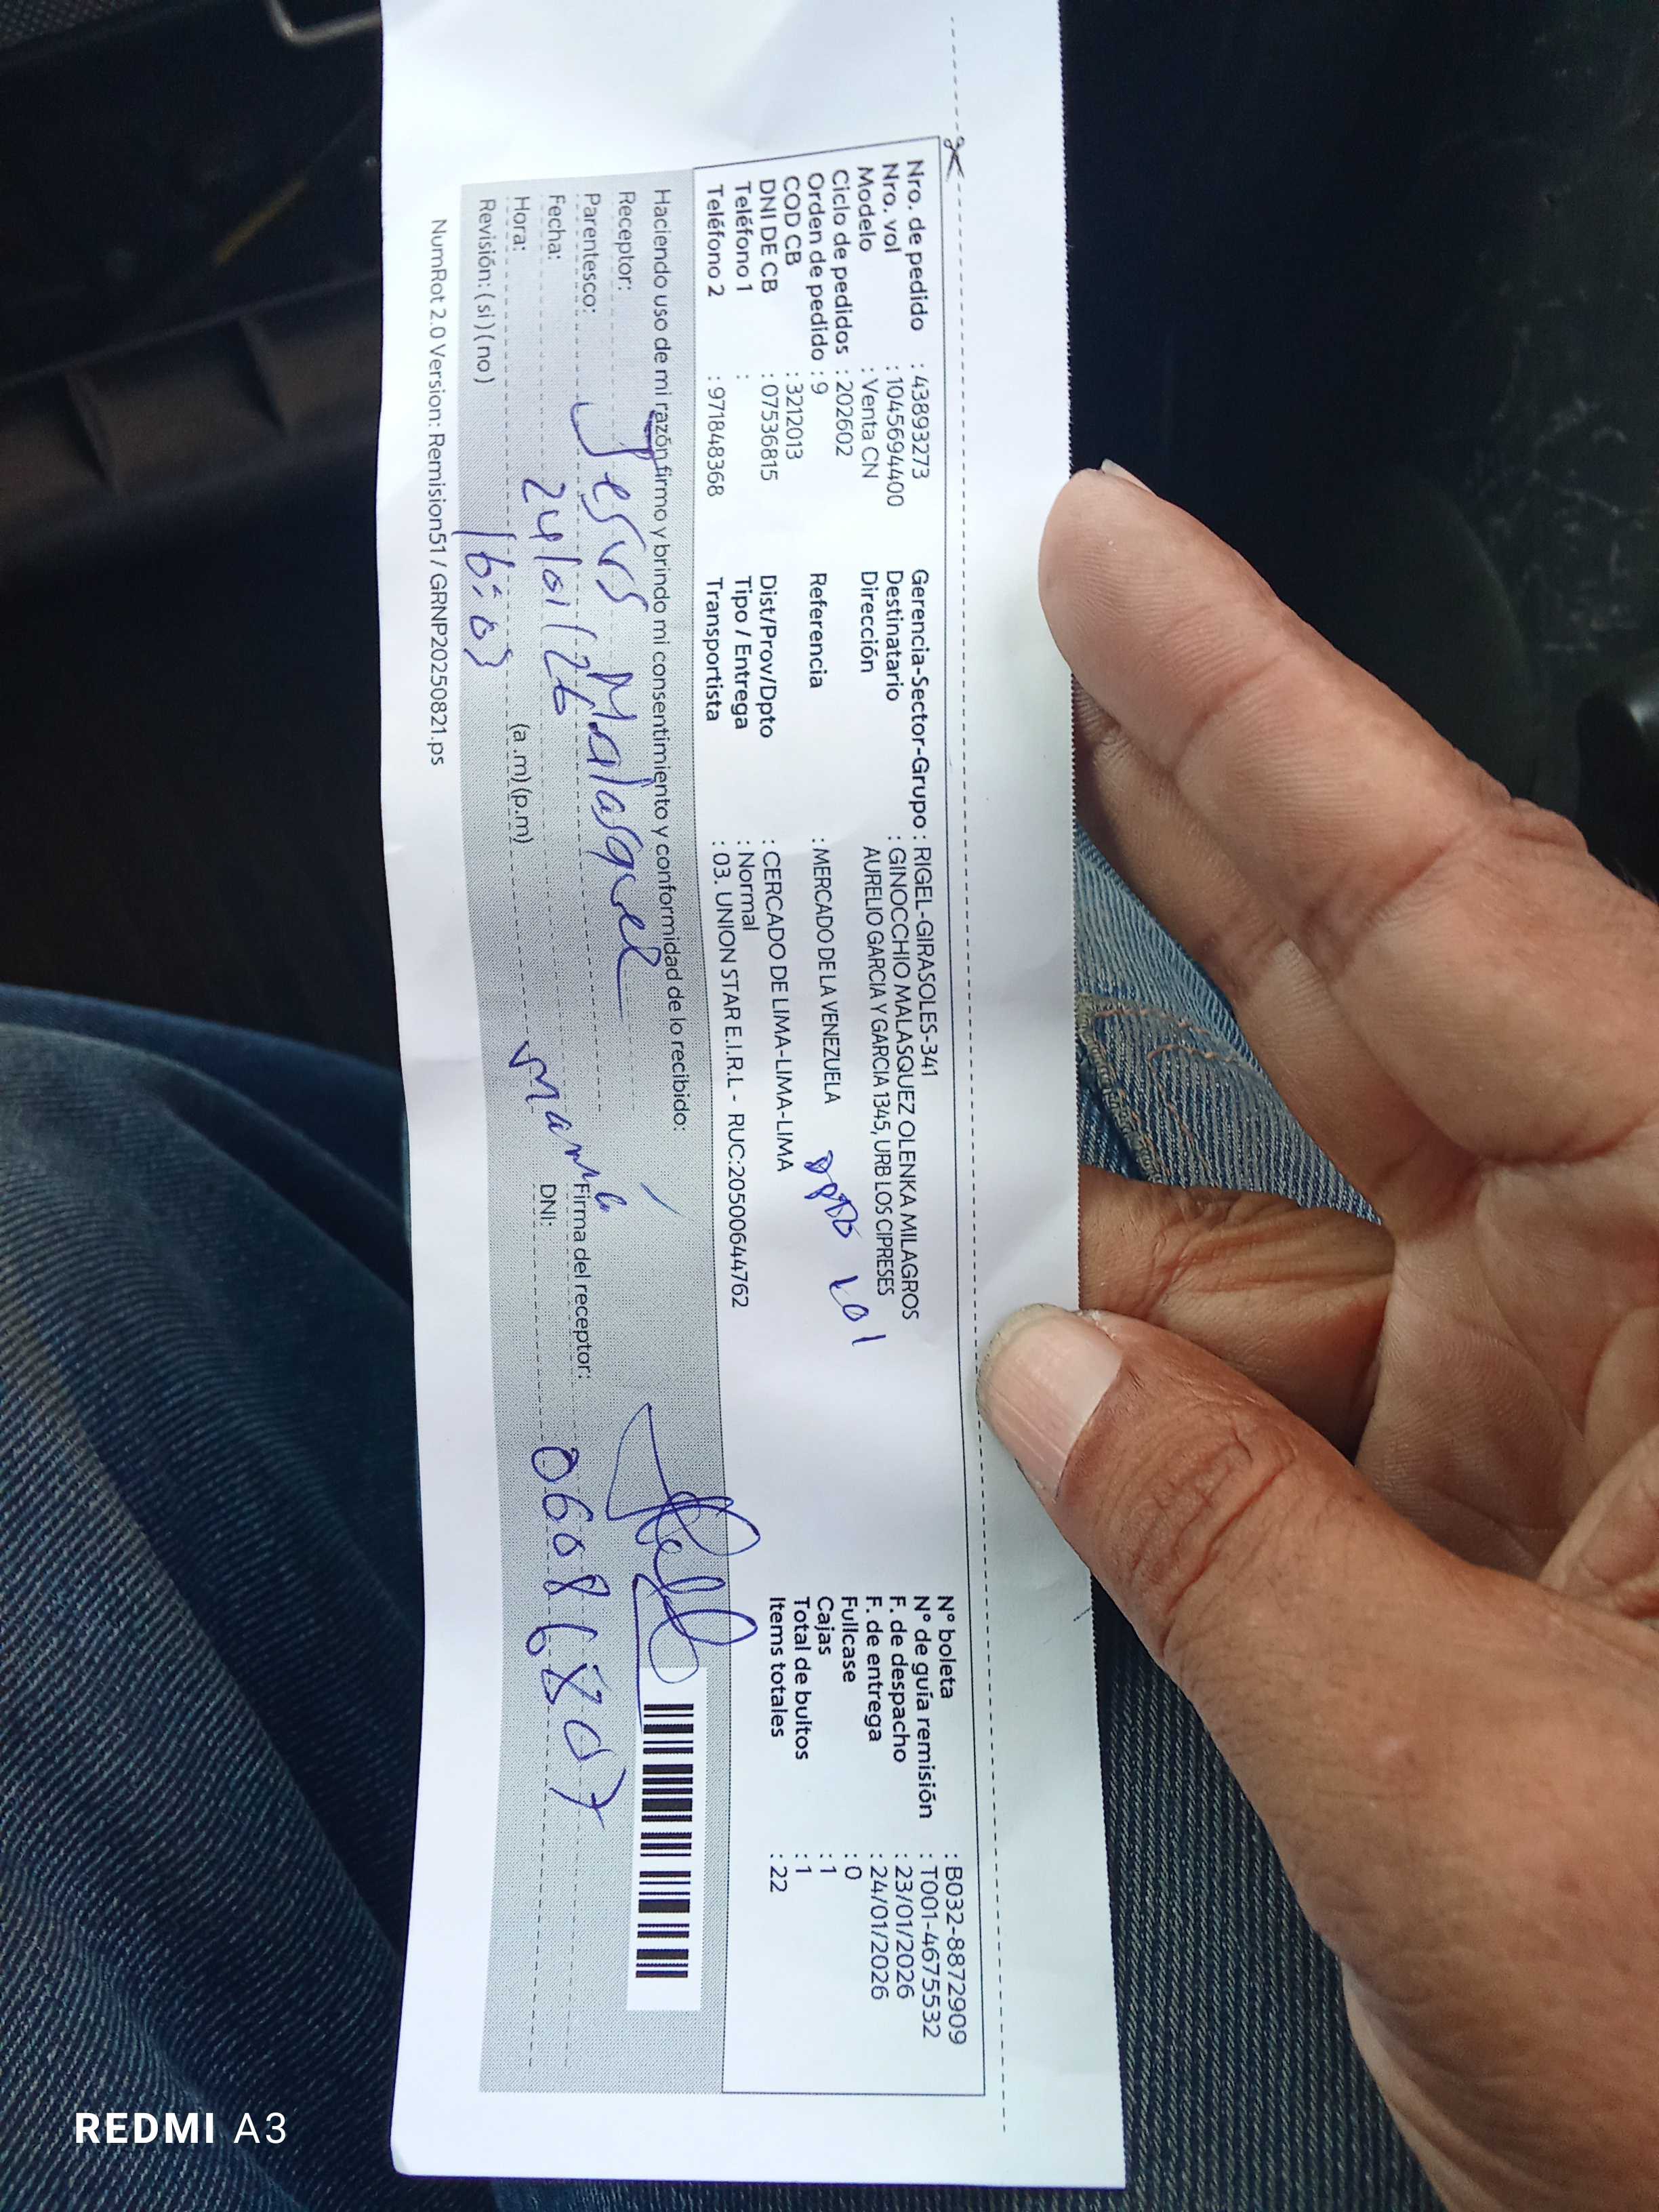 Nro. de pedido : 43893273
Nro. vol : 1045694400
Modelo : Venta CN
Ciclo de pedidos : 202602
Orden de pedido : 9
COD CB : 3212013
DNI DE CB : 07536815
Teléfono 1 :
Teléfono 2 : 971848368
Gerencia-Sector-Grupo : RIGEL-GIRASOLES-341
Destinatario : GINOCCHIO MALASQUEZ OLENKA MILAGROS
Dirección AURELIO GARCIA Y GARCIA 1345, URB LOS CIPRESES
Referencia : MERCADO DE LA VENEZUELA
Dist/Prov/Dpto : CERCADO DE LIMA-LIMA-LIMA
Tipo / Entrega : Normal
Transportista : 03. UNION STAR E.I.R.L - RUC:20500644762
N° boleta : B032-8872909
N° de guía remisión : T001-4675532
F. de despacho : 23/01/2026
F. de entrega : 24/01/2026
Fullcase : 0
Cajas : 1
Total de bultos : 1
Items totales : 22
Haciendo uso de mi razón firmo y brindo mi consentimiento y conformidad de lo recibido:
Receptor:
Parentesco: Jesus
Fecha: 24/01/26
Hora: 16:03 (a.m)(p.m)
Revisión: (si) (no)
Firma del receptor:
DNI:
NumRot 2.0 Version: Remision51 / GRNP20250821.ps
REDMI A3